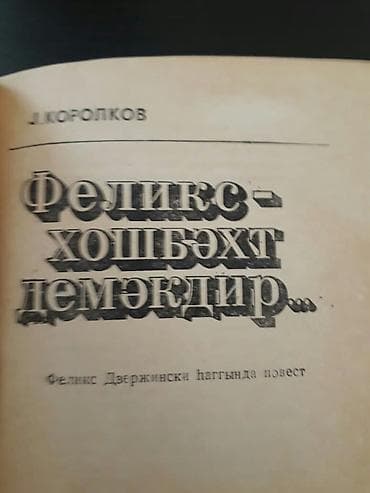 Ј.КОРОЛКОВ
Феликс –
хошбәхт
демәкдир...
Феликс Дзержински һаггында повест